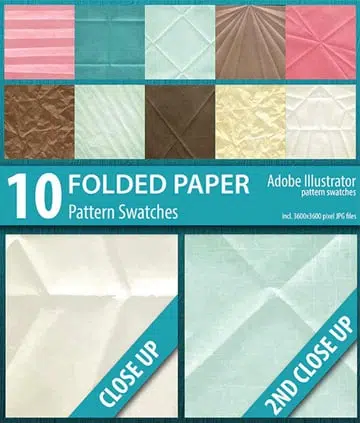 10 FOLDED PAPER
Pattern Swatches
Adobe Illustrator
pattern swatches
incl. 3600x3600 pixel JPG files
CLOSE UP
2ND CLOSE UP